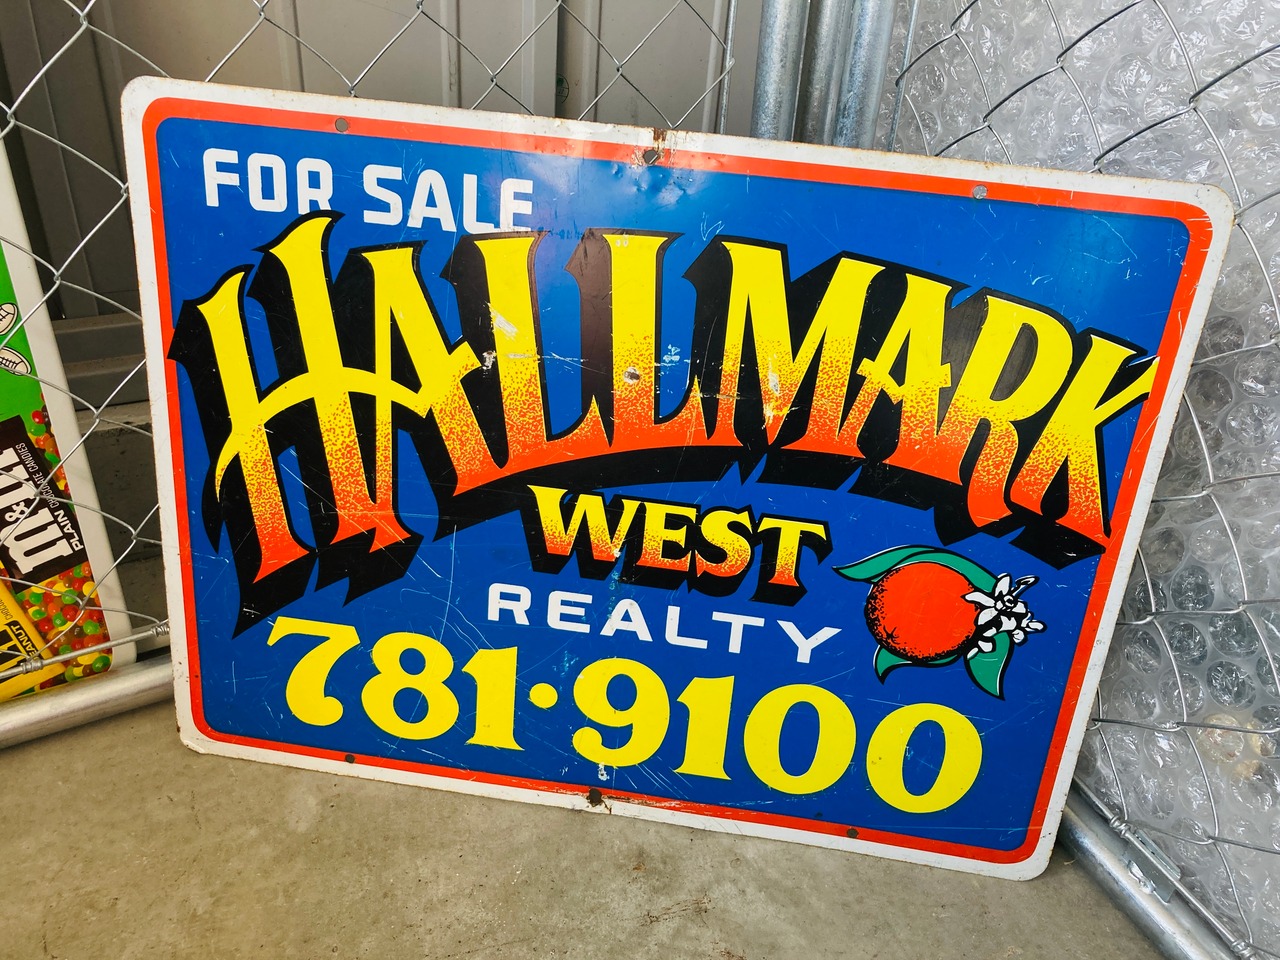 FOR SALE
HALLMARK
WEST
REALTY
781·9100
m&m
PLAIN CHOCOLATE CANDIES